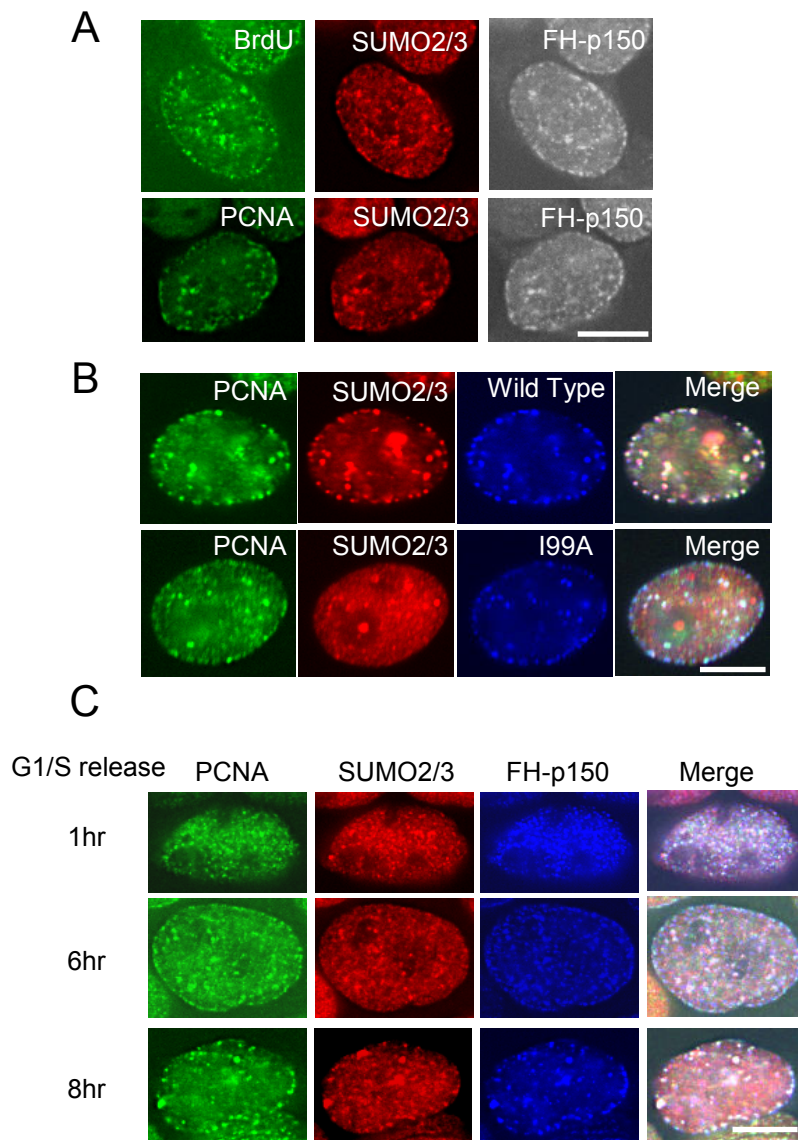 A
BrdU SUMO2/3 FH-p150
PCNA SUMO2/3 FH-p150
B
PCNA SUMO2/3 Wild Type Merge
PCNA SUMO2/3 I99A Merge
C
G1/S release PCNA SUMO2/3 FH-p150 Merge
1hr
6hr
8hr